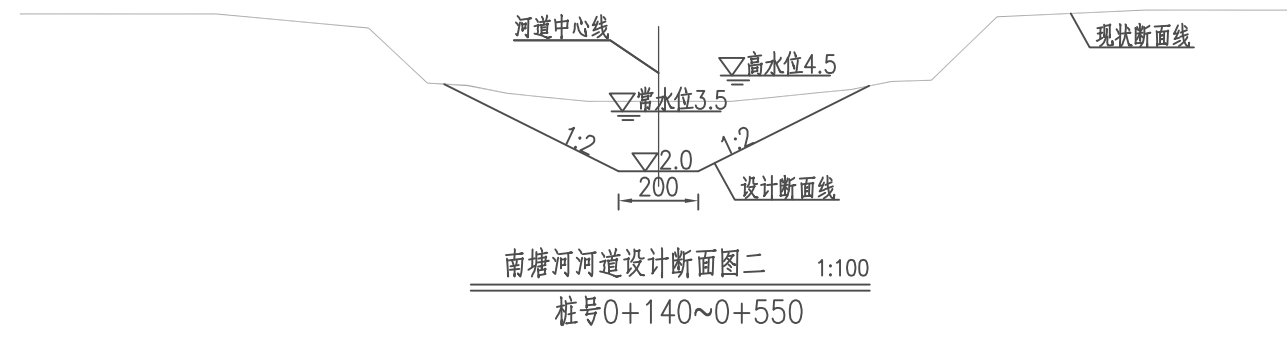 河道中心线
现状断面线
高水位4.5
常水位3.5
1:2
1:2
2.0
200
设计断面线
南塘河河道设计断面图二 1:100
桩号0+140~0+550